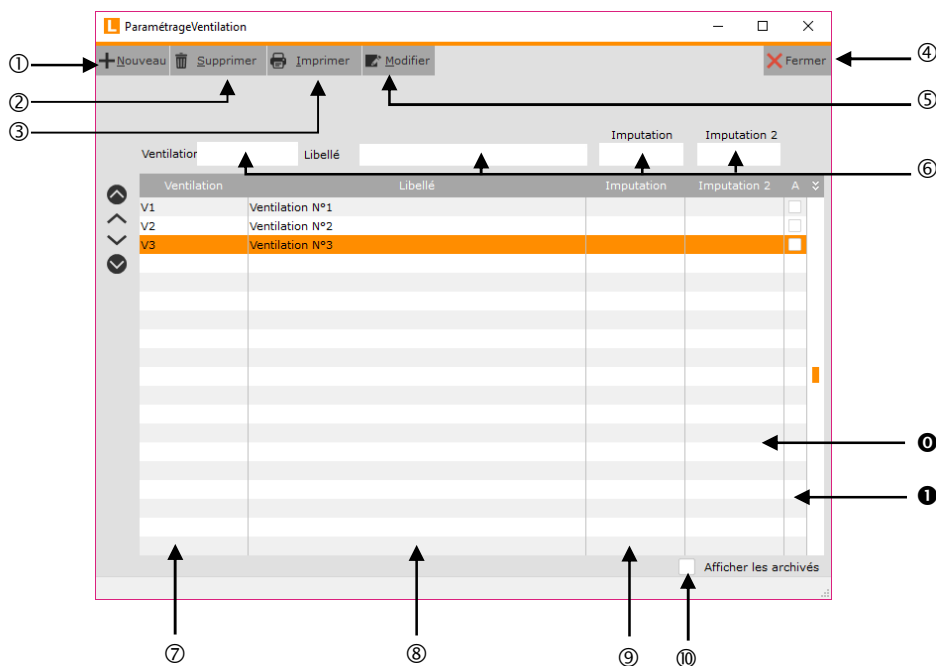 L ParamétrageVentilation
① Nouveau Supprimer Imprimer Modifier Fermer ④
②
③
⑤
Imputation Imputation 2
Ventilation Libellé
⑥
Ventilation Libellé Imputation Imputation 2 A
V1 Ventilation N°1
V2 Ventilation N°2
V3 Ventilation N°3
⓿
❶
Afficher les archivés
⑦ ⑧ ⑨ ⑩